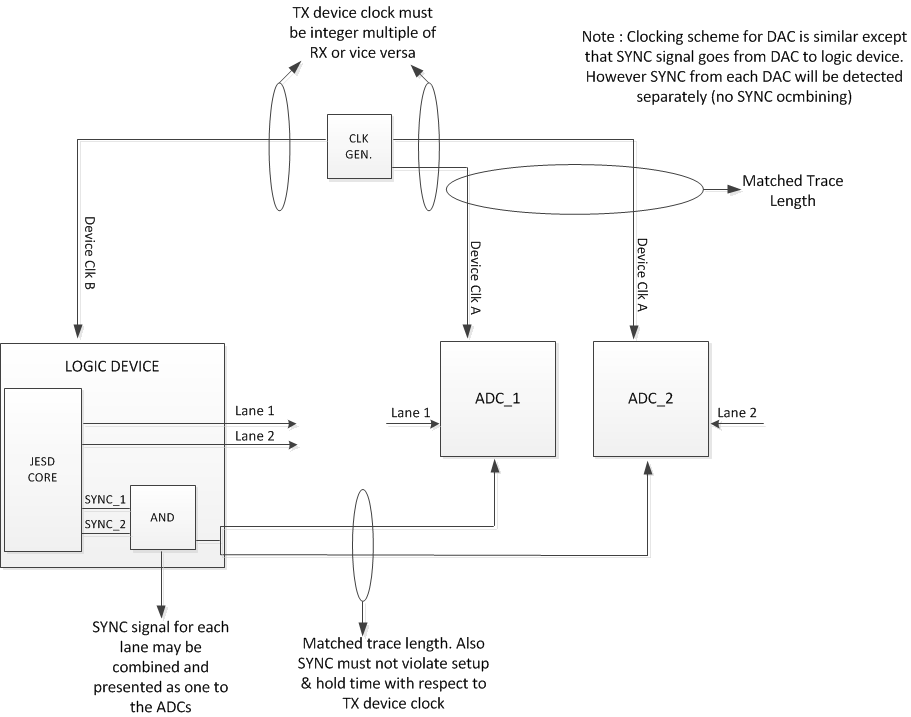 TX device clock must
be integer multiple of
RX or vice versa
Note : Clocking scheme for DAC is similar except
that SYNC signal goes from DAC to logic device.
However SYNC from each DAC will be detected
separately (no SYNC ocmbining)
CLK
GEN.
Matched Trace
Length
Device Clk B
Device Clk A
Device Clk A
LOGIC DEVICE
ADC_1
ADC_2
Lane 1
Lane 2
Lane 1
Lane 2
JESD
CORE
SYNC_1
SYNC_2
AND
SYNC signal for each
lane may be
combined and
presented as one to
the ADCs
Matched trace length. Also
SYNC must not violate setup
& hold time with respect to
TX device clock